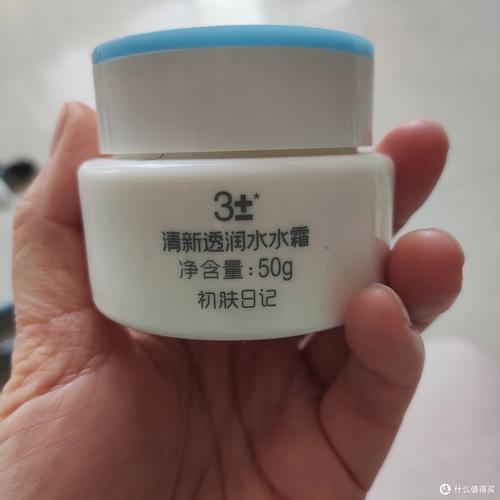 3±*
清新透润水水霜
净含量:50g
初肤日记
值 什么值得买